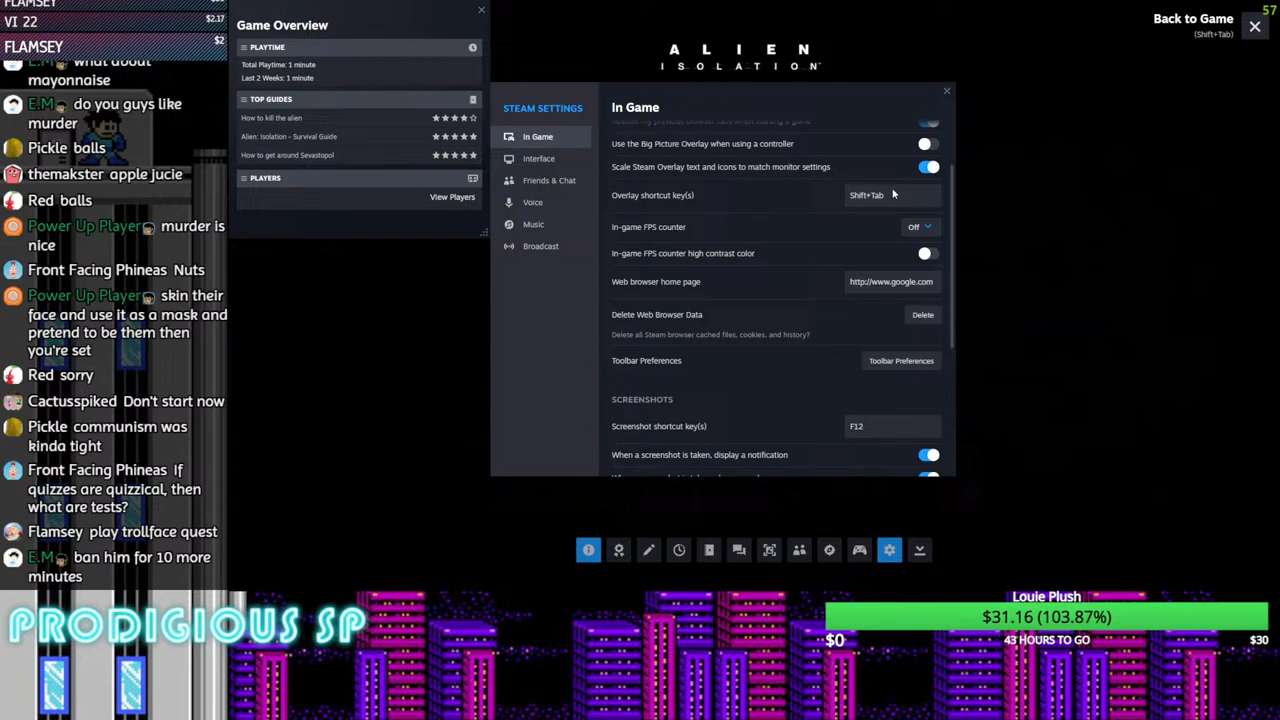 FLAMSEY
$2.17
VI 22
$2
FLAMSEY
E.M what about
mayonnaise
E.M do you guys like
murder
Pickle balls
themakster apple jucie
Red balls
Power Up Player murder is
nice
Front Facing Phineas Nuts
Power Up Player skin their
face and use it as a mask and
pretend to be them then
you're set
Red sorry
Cactusspiked Don't start now
Pickle communism was
kinda tight
Front Facing Phineas If
quizzes are quizzical, then
what are tests?
Flamsey play trollface quest
E.M ban him for 10 more
minutes
PRODIGIOUS SP
Game Overview
PLAYTIME
Total Playtime: 1 minute
Last 2 Weeks: 1 minute
TOP GUIDES
How to kill the alien
Alien: Isolation - Survival Guide
How to get around Sevastopol
PLAYERS
View Players
ALIEN
ISOLATION
57
Back to Game
(Shift+Tab)
STEAM SETTINGS
In Game
Interface
Friends & Chat
Voice
Music
Broadcast
In Game
Restore my previous browser tabs when starting a game
Use the Big Picture Overlay when using a controller
Scale Steam Overlay text and icons to match monitor settings
Overlay shortcut key(s)
Shift+Tab
In-game FPS counter
Off
In-game FPS counter high contrast color
Web browser home page
http://www.google.com
Delete Web Browser Data
Delete
Delete all Steam browser cached files, cookies, and history?
Toolbar Preferences
Toolbar Preferences
SCREENSHOTS
Screenshot shortcut key(s)
F12
When a screenshot is taken, display a notification
Louie Plush
$31.16 (103.87%)
$0
43 HOURS TO GO
$30